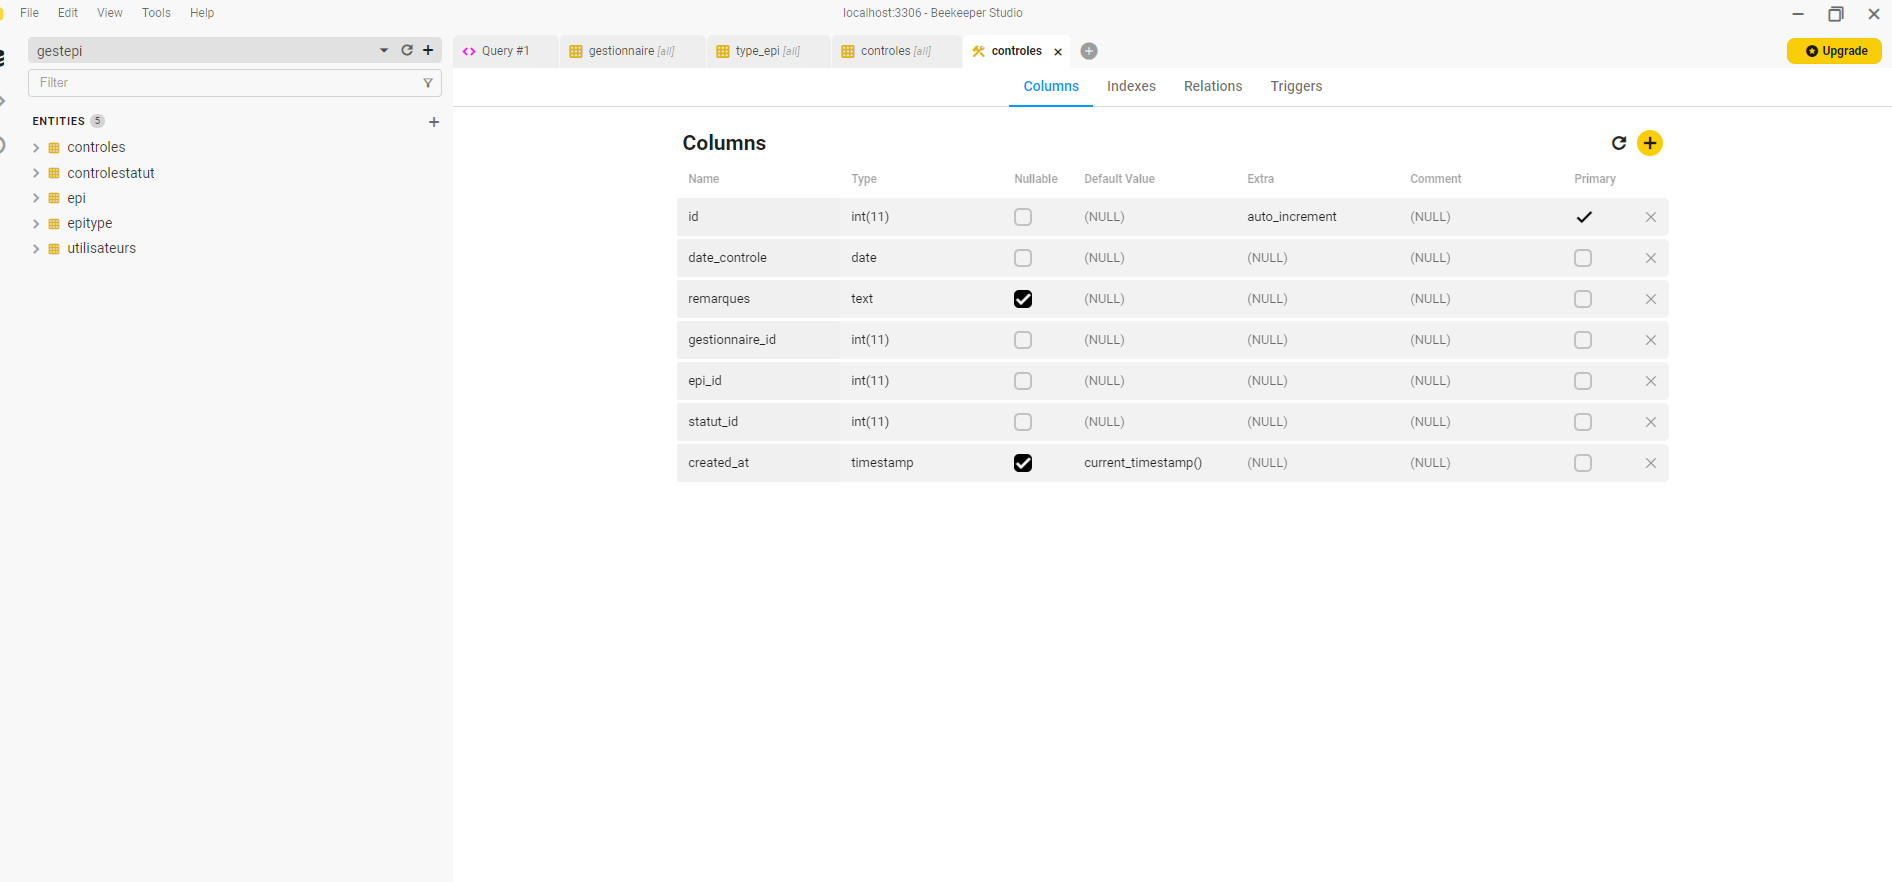 File Edit View Tools Help
localhost:3306 - Beekeeper Studio
gestepi
Query #1 gestionnaire [all] type_epi [all] controles [all] controles
Upgrade
Filter
Columns Indexes Relations Triggers
ENTITIES 5
controles
controlestatut
epi
epitype
utilisateurs
Columns
Name Type Nullable Default Value Extra Comment Primary
id int(11) (NULL) auto_increment (NULL)
date_controle date (NULL) (NULL) (NULL)
remarques text (NULL) (NULL) (NULL)
gestionnaire_id int(11) (NULL) (NULL) (NULL)
epi_id int(11) (NULL) (NULL) (NULL)
statut_id int(11) (NULL) (NULL) (NULL)
created_at timestamp current_timestamp() (NULL) (NULL)